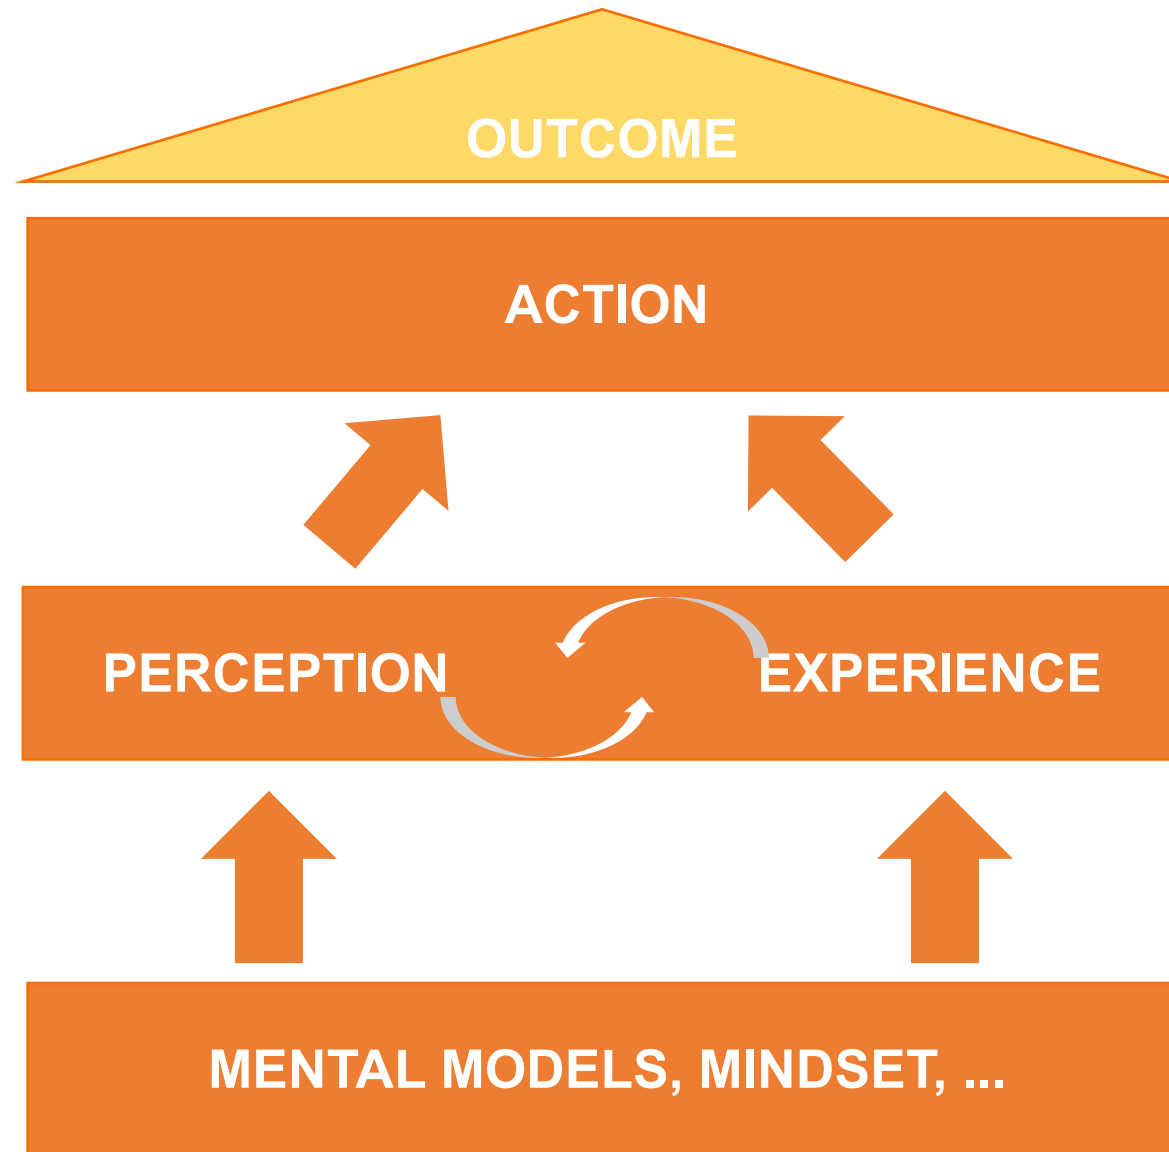 OUTCOME
ACTION
PERCEPTION
EXPERIENCE
MENTAL MODELS, MINDSET, ...